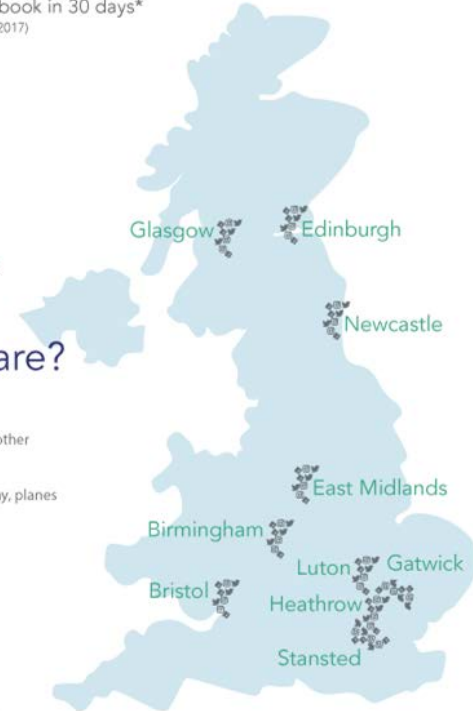 book in 30 days*
2017)
Glasgow
Edinburgh
Newcastle
are?
other
y, planes
East Midlands
Birmingham
Luton
Gatwick
Bristol
Heathrow
Stansted